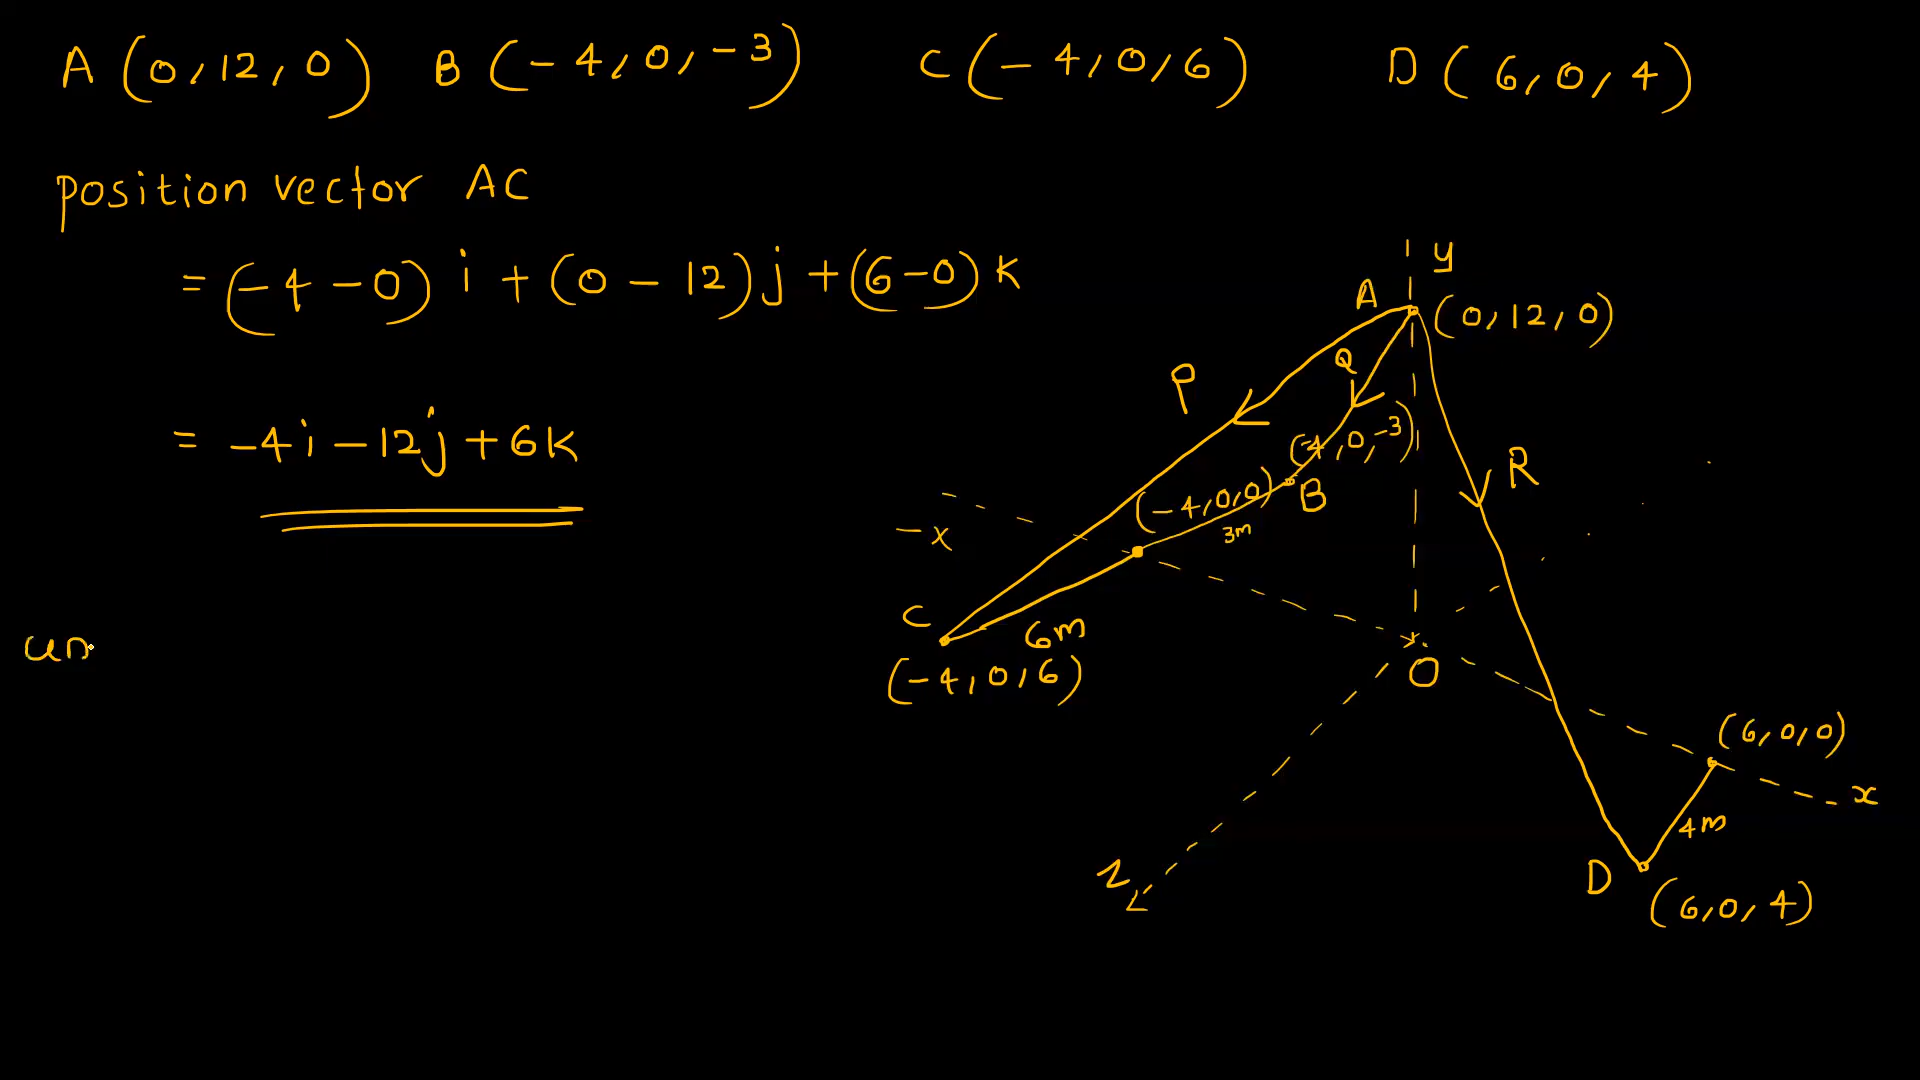 A (0,12,0) B (-4,0,-3) C (-4,0,6) D (6,0,4)
position vector AC
= (-4-0) i + (0-12)j + (6-0)k
= -4i -12j +6k
un
y
A (0,12,0)
Q
P
(-4,0,-3)
R
(-4,0,0) B
3m
-x
C
6m
(-4,0,6)
O
(6,0,0)
x
4m
Z
D
(6,0,4)